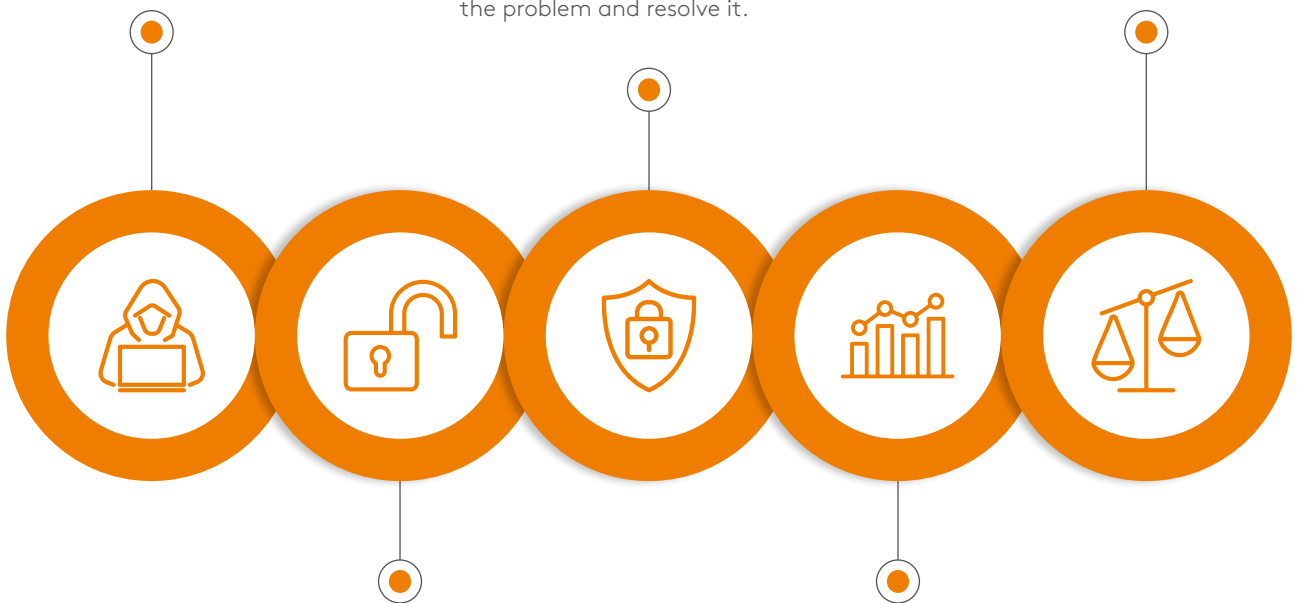 the problem and resolve it.